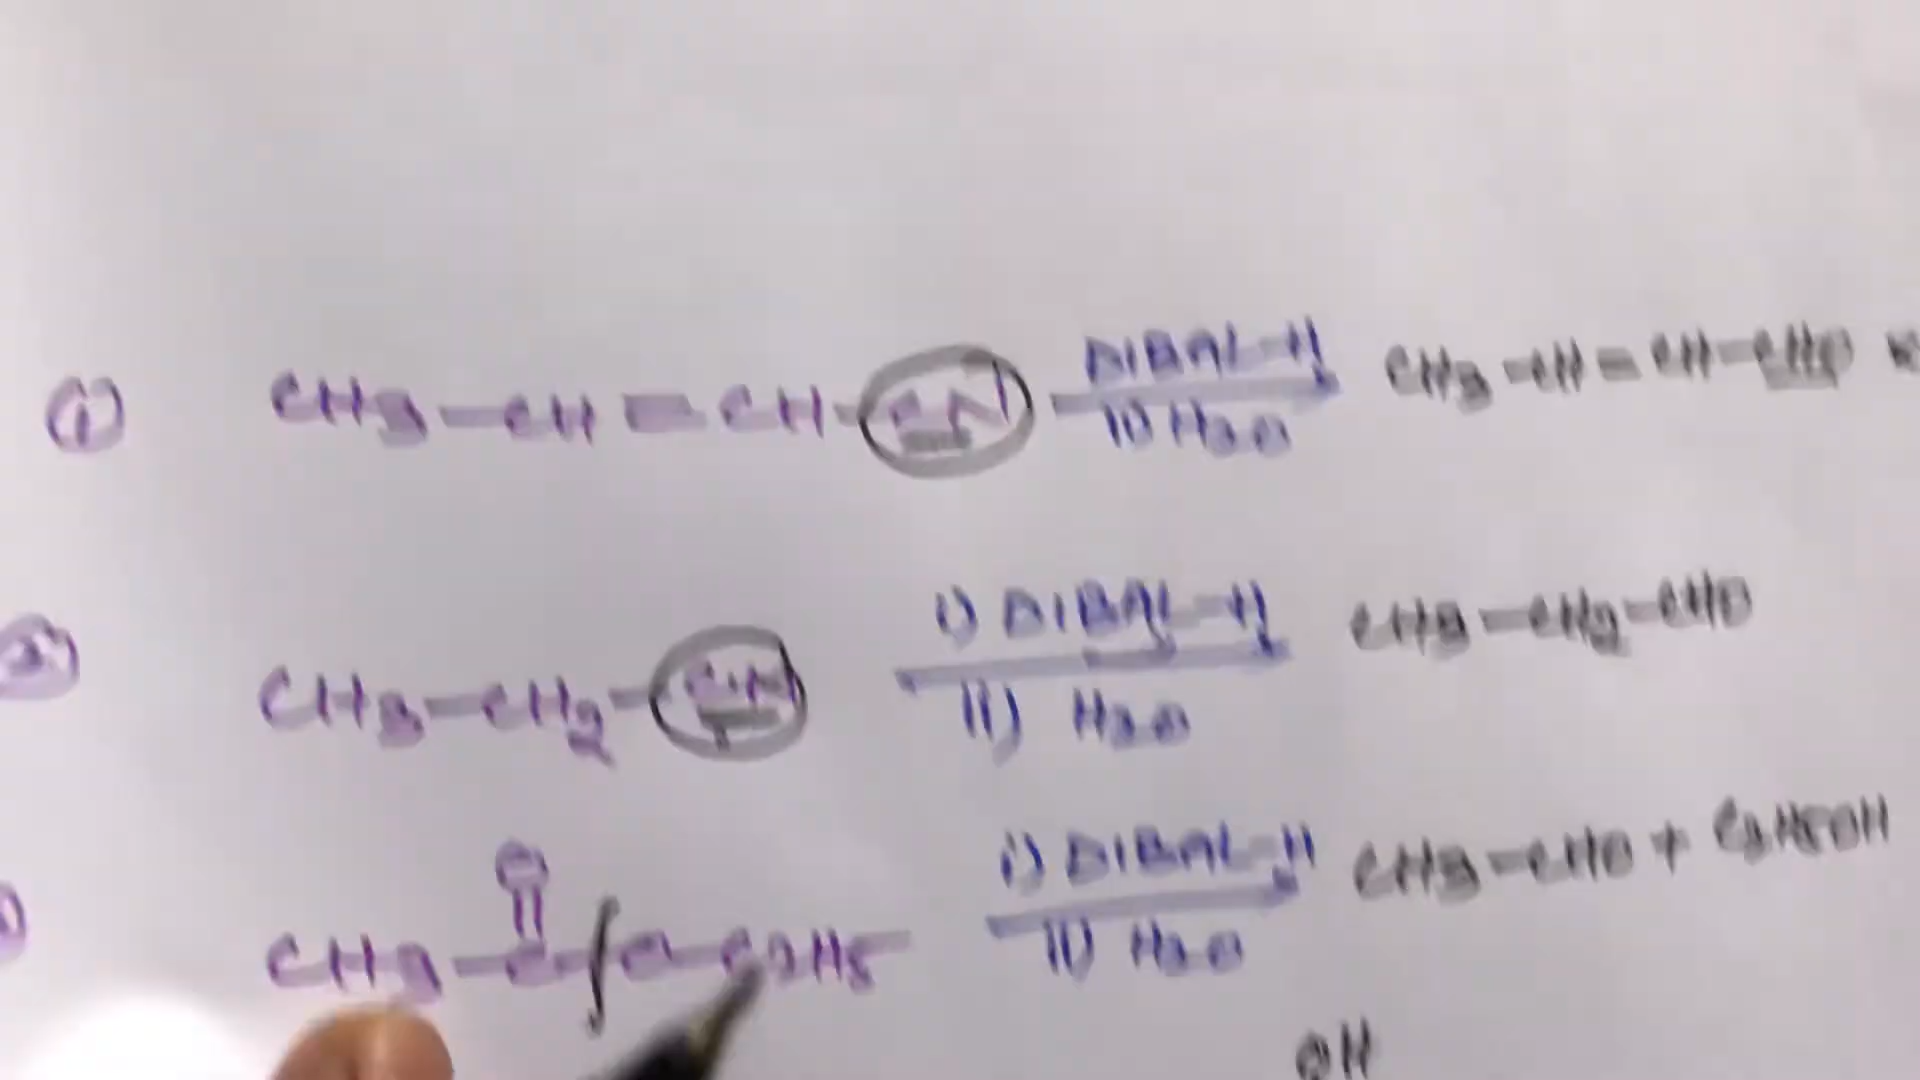 ① CH3-CH=CH-CN DIBAL-H ii) H2O CH3-CH=CH-CHO
② CH3-CH2-CN i) DIBAL-H ii) H2O CH3-CH2-CHO
O
CH3-C-O-C2H5 i) DIBAL-H ii) H2O CH3-CHO + C2H5OH
OH